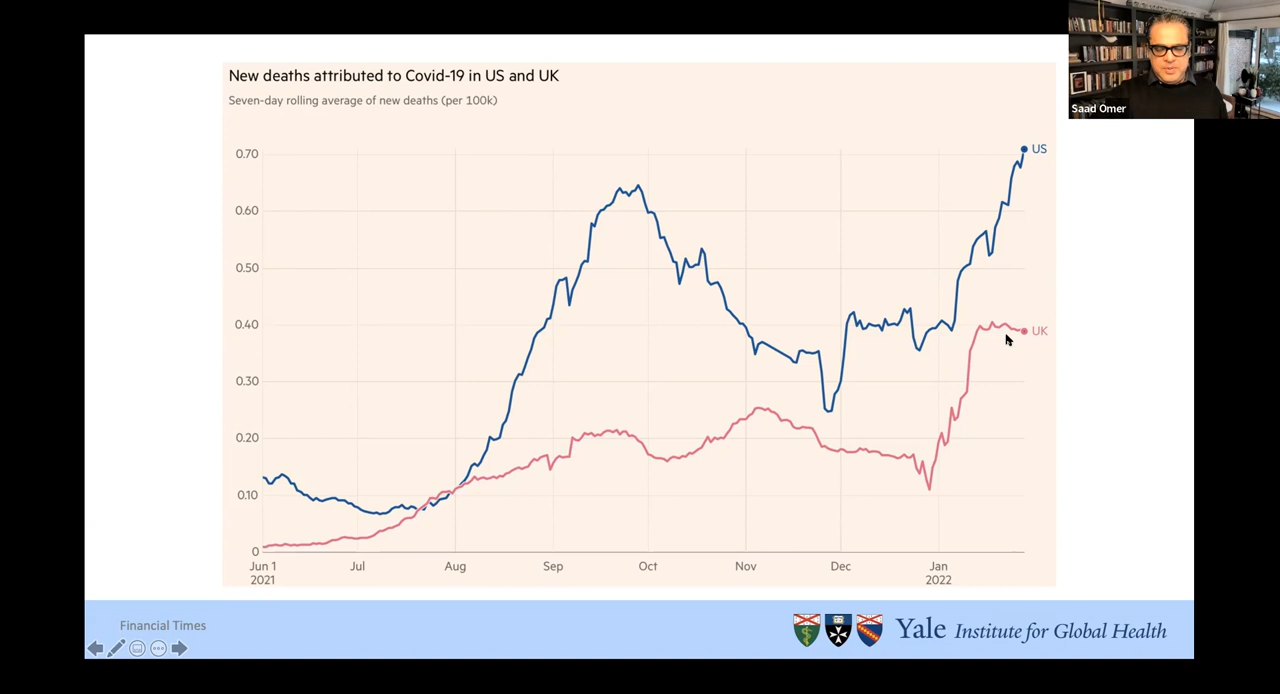 Saad Omer
New deaths attributed to Covid-19 in US and UK
Seven-day rolling average of new deaths (per 100k)
0.70
0.60
0.50
0.40
0.30
0.20
0.10
0
US
UK
Jun 1 Jul Aug Sep Oct Nov Dec Jan
2021 2022
Financial Times
Yale Institute for Global Health